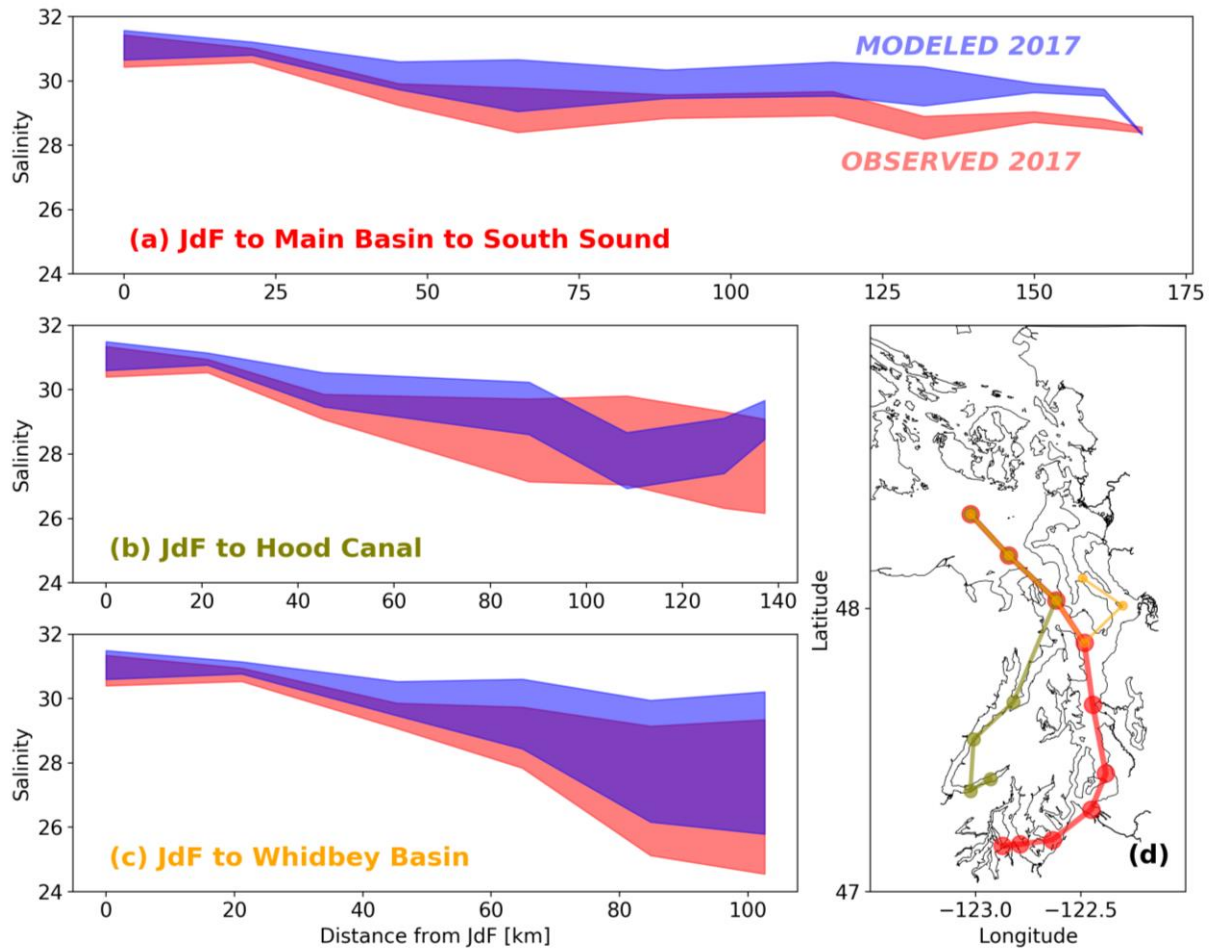 32
30
28
26
24
Salinity
MODELED 2017
OBSERVED 2017
(a) JdF to Main Basin to South Sound
0 25 50 75 100 125 150 175
32
30
28
26
24
Salinity
(b) JdF to Hood Canal
0 20 40 60 80 100 120 140
32
30
28
26
24
Salinity
(c) JdF to Whidbey Basin
0 20 40 60 80 100
Distance from JdF [km]
48
47
Latitude
(d)
−123.0 −122.5
Longitude